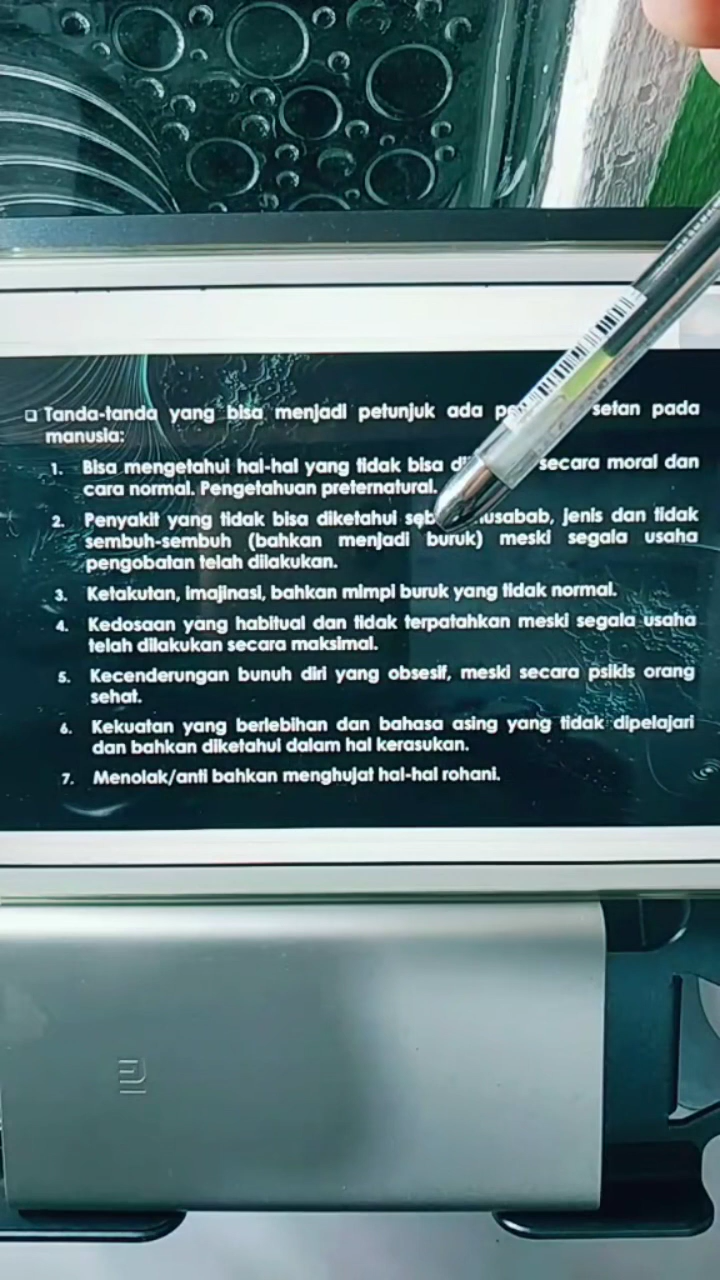 Tanda-tanda yang bisa menjadi petunjuk ada setan pada
manusia:
1. Bisa mengetahui hal-hal yang tidak bisa secara moral dan
cara normal. Pengetahuan preternatural.
2. Penyakit yang tidak bisa diketahui jenis dan tidak
sembuh-sembuh (bahkan menjadi buruk) meski segala usaha
pengobatan telah dilakukan.
3. Ketakutan, imajinasi, bahkan mimpi buruk yang tidak normal.
4. Kedosaan yang habitual dan tidak terpatahkan meski segala usaha
telah dilakukan secara maksimal.
5. Kecenderungan bunuh diri yang obsesif, meski secara psikis orang
sehat.
6. Kekuatan yang berlebihan dan bahasa asing yang tidak dipelajari
dan bahkan diketahui dalam hal kerasukan.
7. Menolak/anti bahkan menghujat hal-hal rohani.